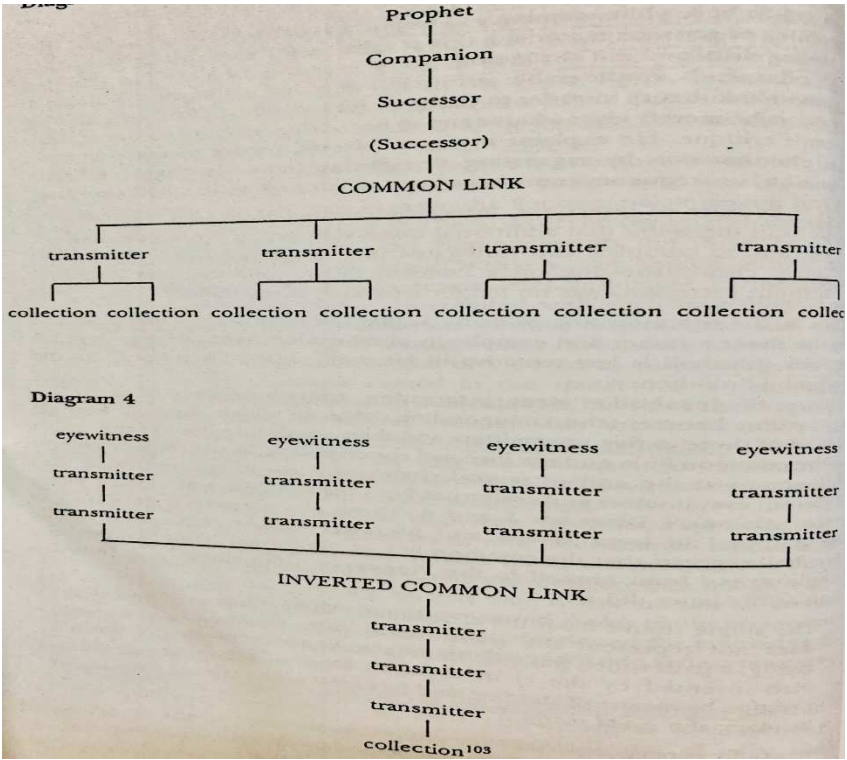 Prophet
Companion
Successor
(Successor)
COMMON LINK
transmitter transmitter transmitter transmitter
collection collection collection collection collection collection collection collec
Diagram 4
eyewitness eyewitness eyewitness eyewitness
transmitter transmitter transmitter transmitter
transmitter transmitter transmitter transmitter
INVERTED COMMON LINK
transmitter
transmitter
transmitter
collection¹⁰³